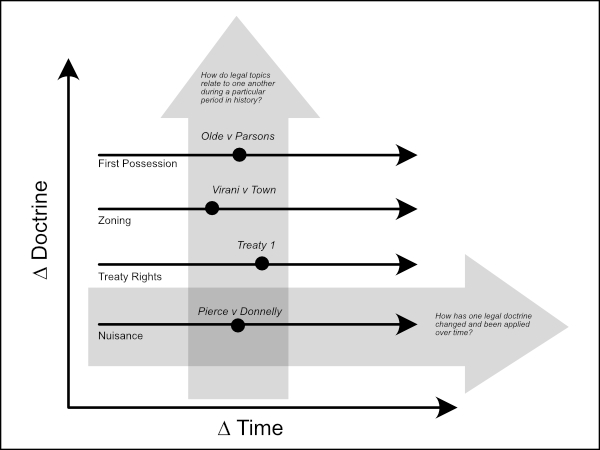 How do legal topics
relate to one another
during a particular
period in history?
Olde v Parsons
First Possession
Virani v Town
Zoning
Treaty 1
Treaty Rights
Pierce v Donnelly
Nuisance
How has one legal doctrine
changed and been applied
over time?
Δ Doctrine
Δ Time